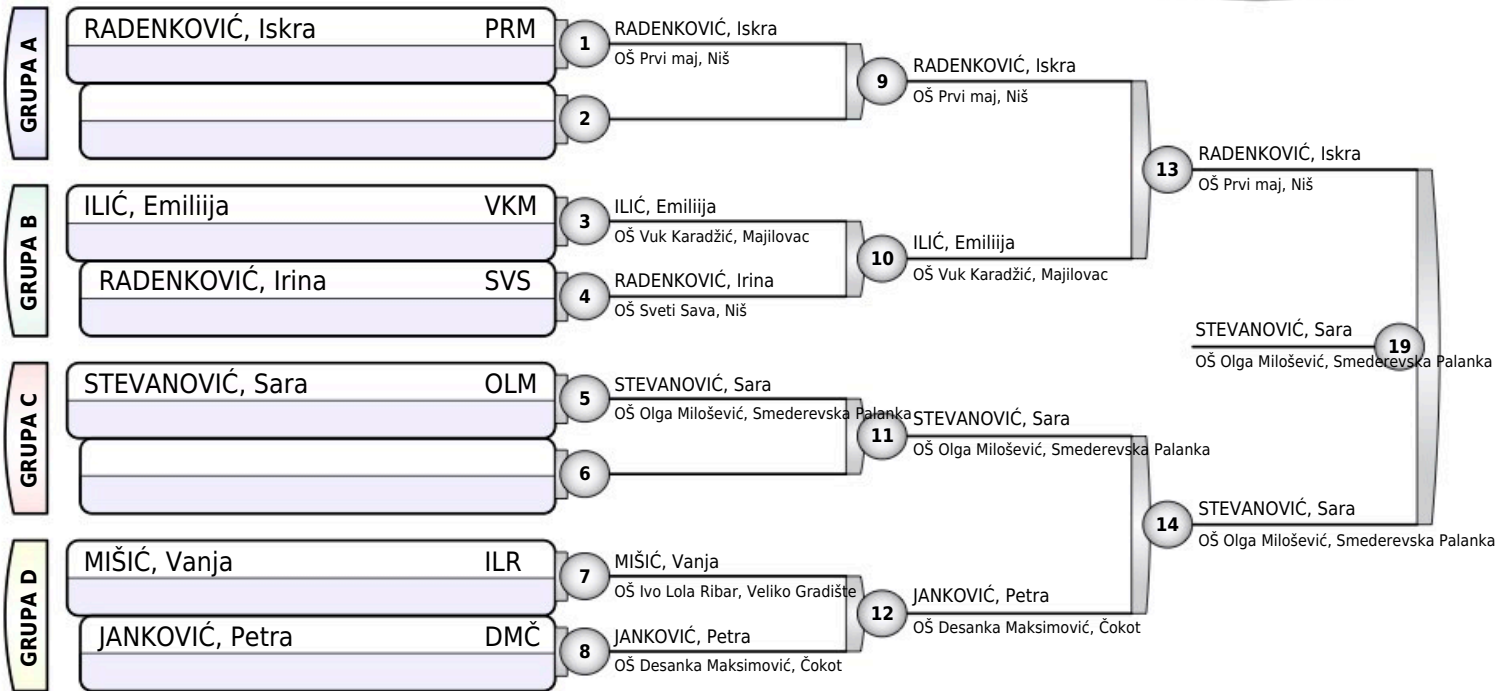 GRUPA A
RADENKOVIĆ, Iskra PRM
1
RADENKOVIĆ, Iskra
OŠ Prvi maj, Niš
2
9
RADENKOVIĆ, Iskra
OŠ Prvi maj, Niš
GRUPA B
ILIĆ, Emiliija VKM
3
ILIĆ, Emiliija
OŠ Vuk Karadžić, Majilovac
RADENKOVIĆ, Irina SVS
4
RADENKOVIĆ, Irina
OŠ Sveti Sava, Niš
10
ILIĆ, Emiliija
OŠ Vuk Karadžić, Majilovac
13
RADENKOVIĆ, Iskra
OŠ Prvi maj, Niš
GRUPA C
STEVANOVIĆ, Sara OLM
5
STEVANOVIĆ, Sara
OŠ Olga Milošević, Smederevska Palanka
6
11
STEVANOVIĆ, Sara
OŠ Olga Milošević, Smederevska Palanka
GRUPA D
MIŠIĆ, Vanja ILR
7
MIŠIĆ, Vanja
OŠ Ivo Lola Ribar, Veliko Gradište
JANKOVIĆ, Petra DMČ
8
JANKOVIĆ, Petra
OŠ Desanka Maksimović, Čokot
12
JANKOVIĆ, Petra
OŠ Desanka Maksimović, Čokot
14
STEVANOVIĆ, Sara
OŠ Olga Milošević, Smederevska Palanka
STEVANOVIĆ, Sara
19
OŠ Olga Milošević, Smederevska Palanka